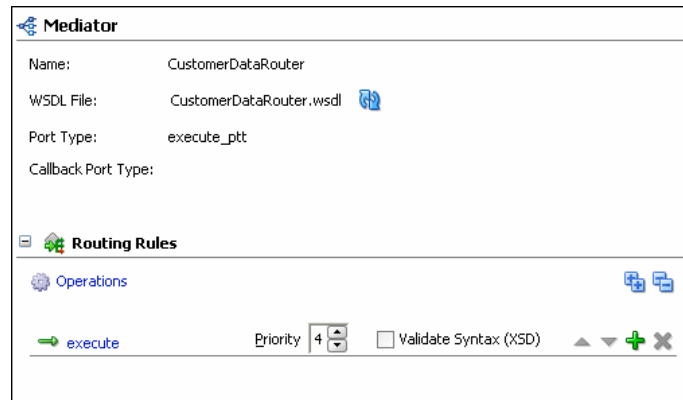 Mediator
Name: CustomerDataRouter
WSDL File: CustomerDataRouter.wsdl
Port Type: execute_ptt
Callback Port Type:
Routing Rules
Operations
execute Priority 4 Validate Syntax (XSD)